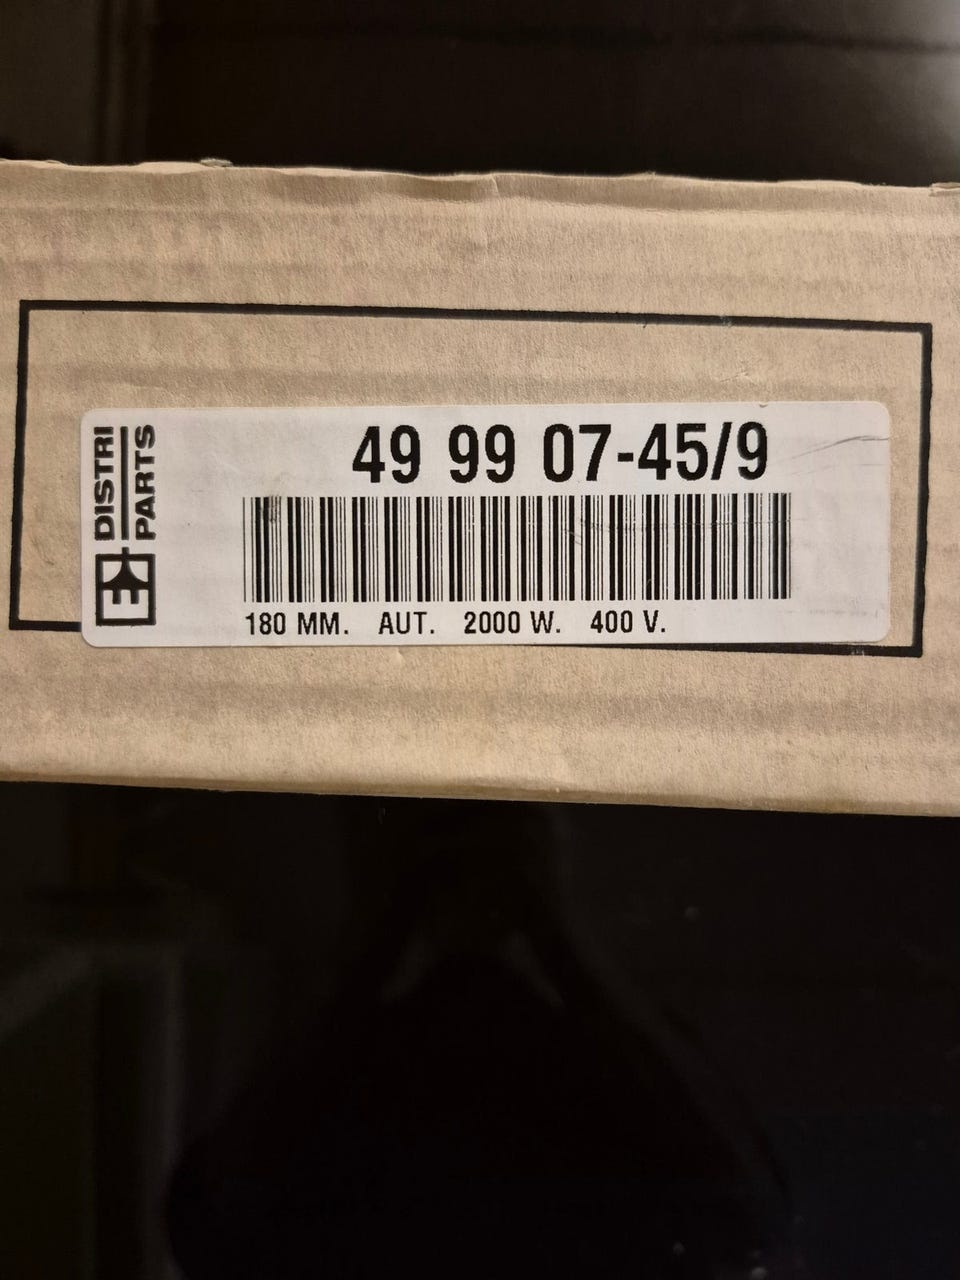 DISTRI
PARTS
49 99 07-45/9
180 MM. AUT. 2000 W. 400 V.